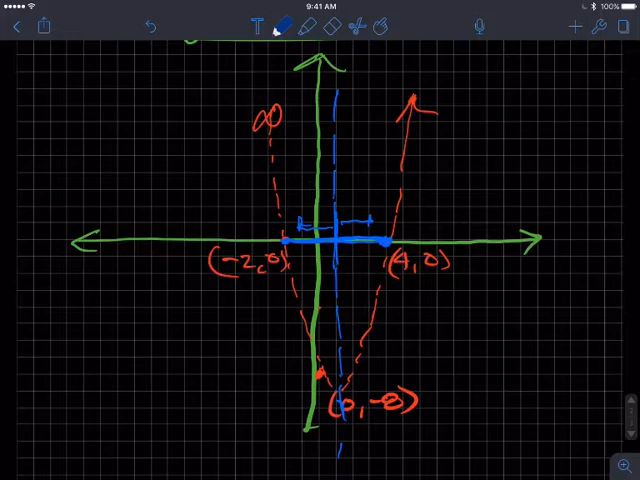 9:41 AM
100%
T
(-2,0)
(4,0)
(0,-8)